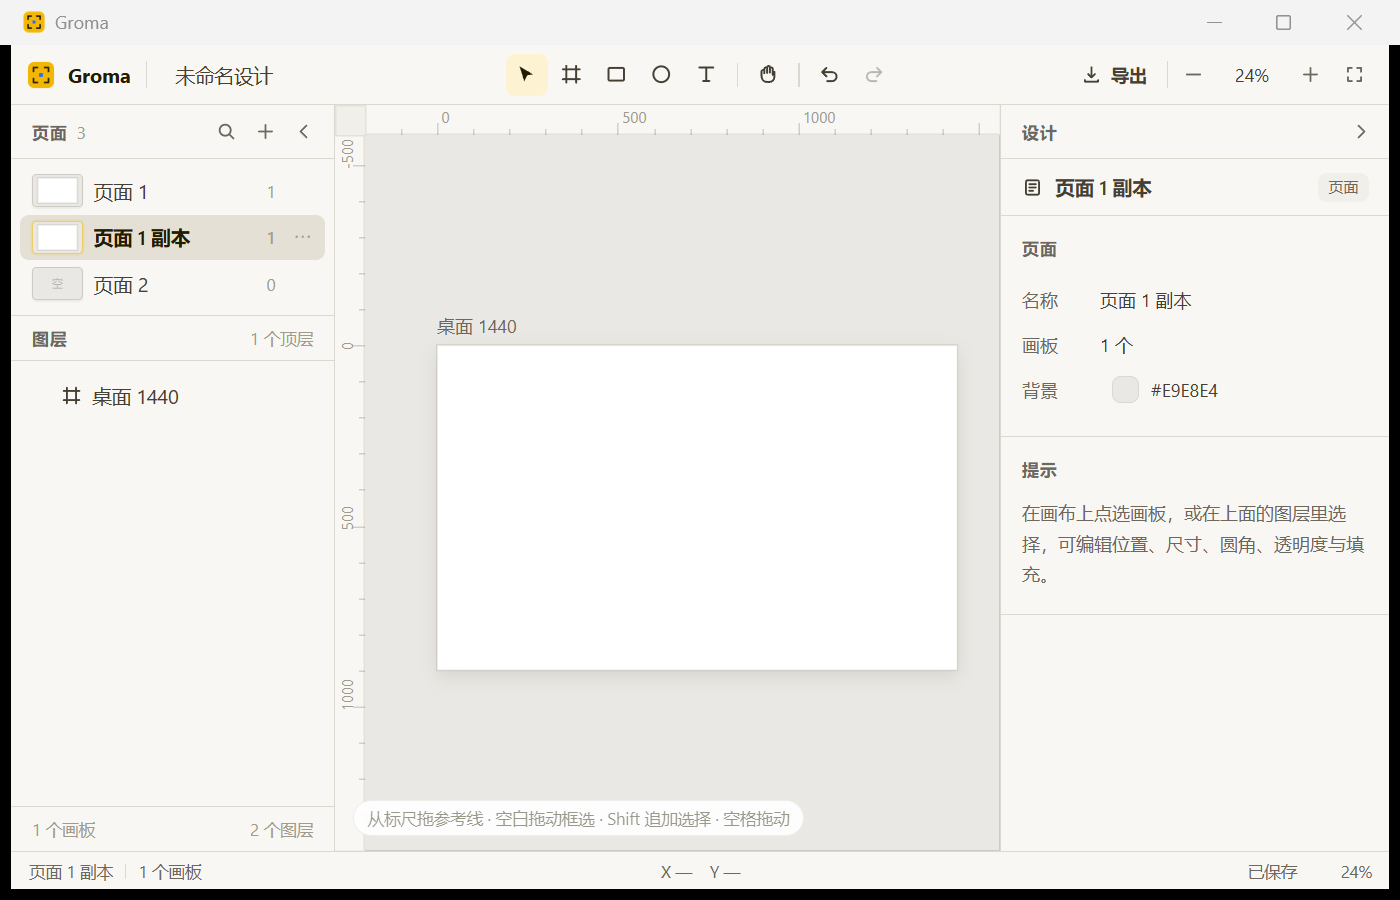 Groma
Groma 未命名设计 导出 24%
页面 3
页面 1 1
页面 1 副本 1 ···
空 页面 2 0
图层 1 个顶层
桌面 1440
1 个画板 2 个图层
0 500 1000
-500
0
500
1000
桌面 1440
从标尺拖参考线 · 空白拖动框选 · Shift 追加选择 · 空格拖动
设计
页面 1 副本 页面
页面
名称 页面 1 副本
画板 1 个
背景 #E9E8E4
提示
在画布上点选画板，或在上面的图层里选
择，可编辑位置、尺寸、圆角、透明度与填
充。
页面 1 副本 1 个画板 X — Y — 已保存 24%